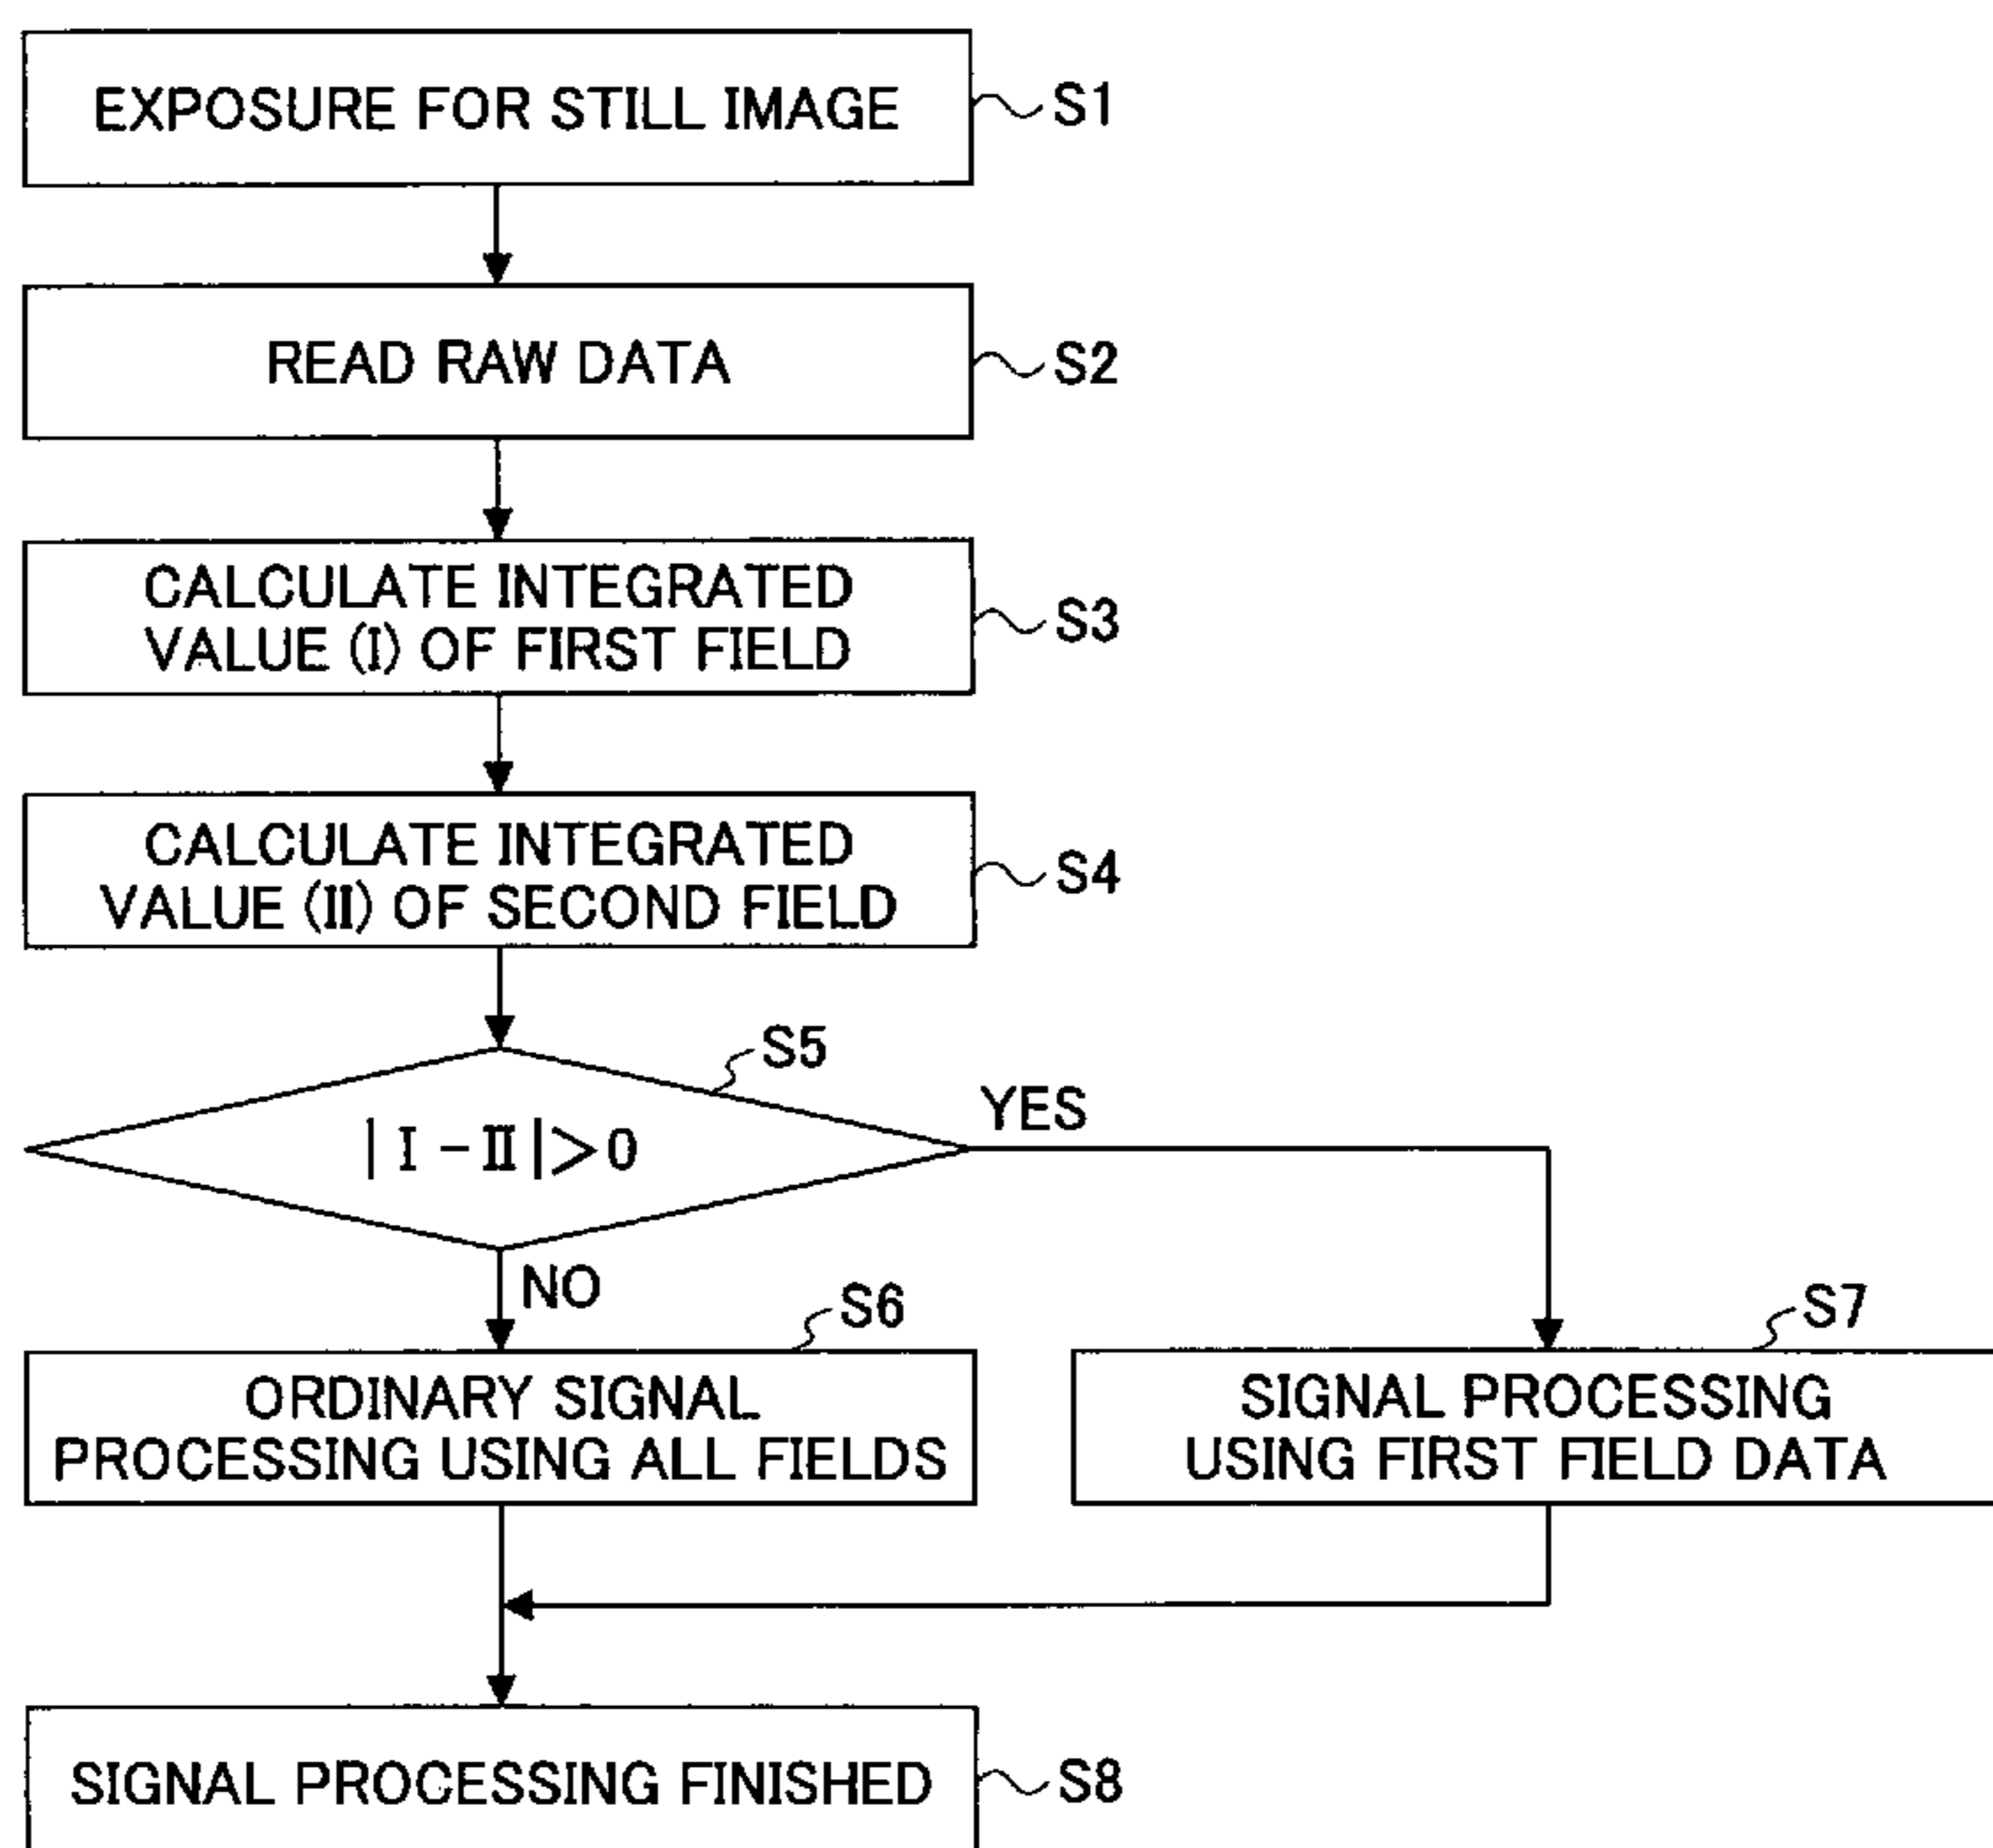 EXPOSURE FOR STILL IMAGE
S1
READ RAW DATA
S2
CALCULATE INTEGRATED
VALUE (I) OF FIRST FIELD
S3
CALCULATE INTEGRATED
VALUE (II) OF SECOND FIELD
S4
S5
| I - II |>0
YES
NO
S6
ORDINARY SIGNAL
PROCESSING USING ALL FIELDS
S7
SIGNAL PROCESSING
USING FIRST FIELD DATA
SIGNAL PROCESSING FINISHED
S8